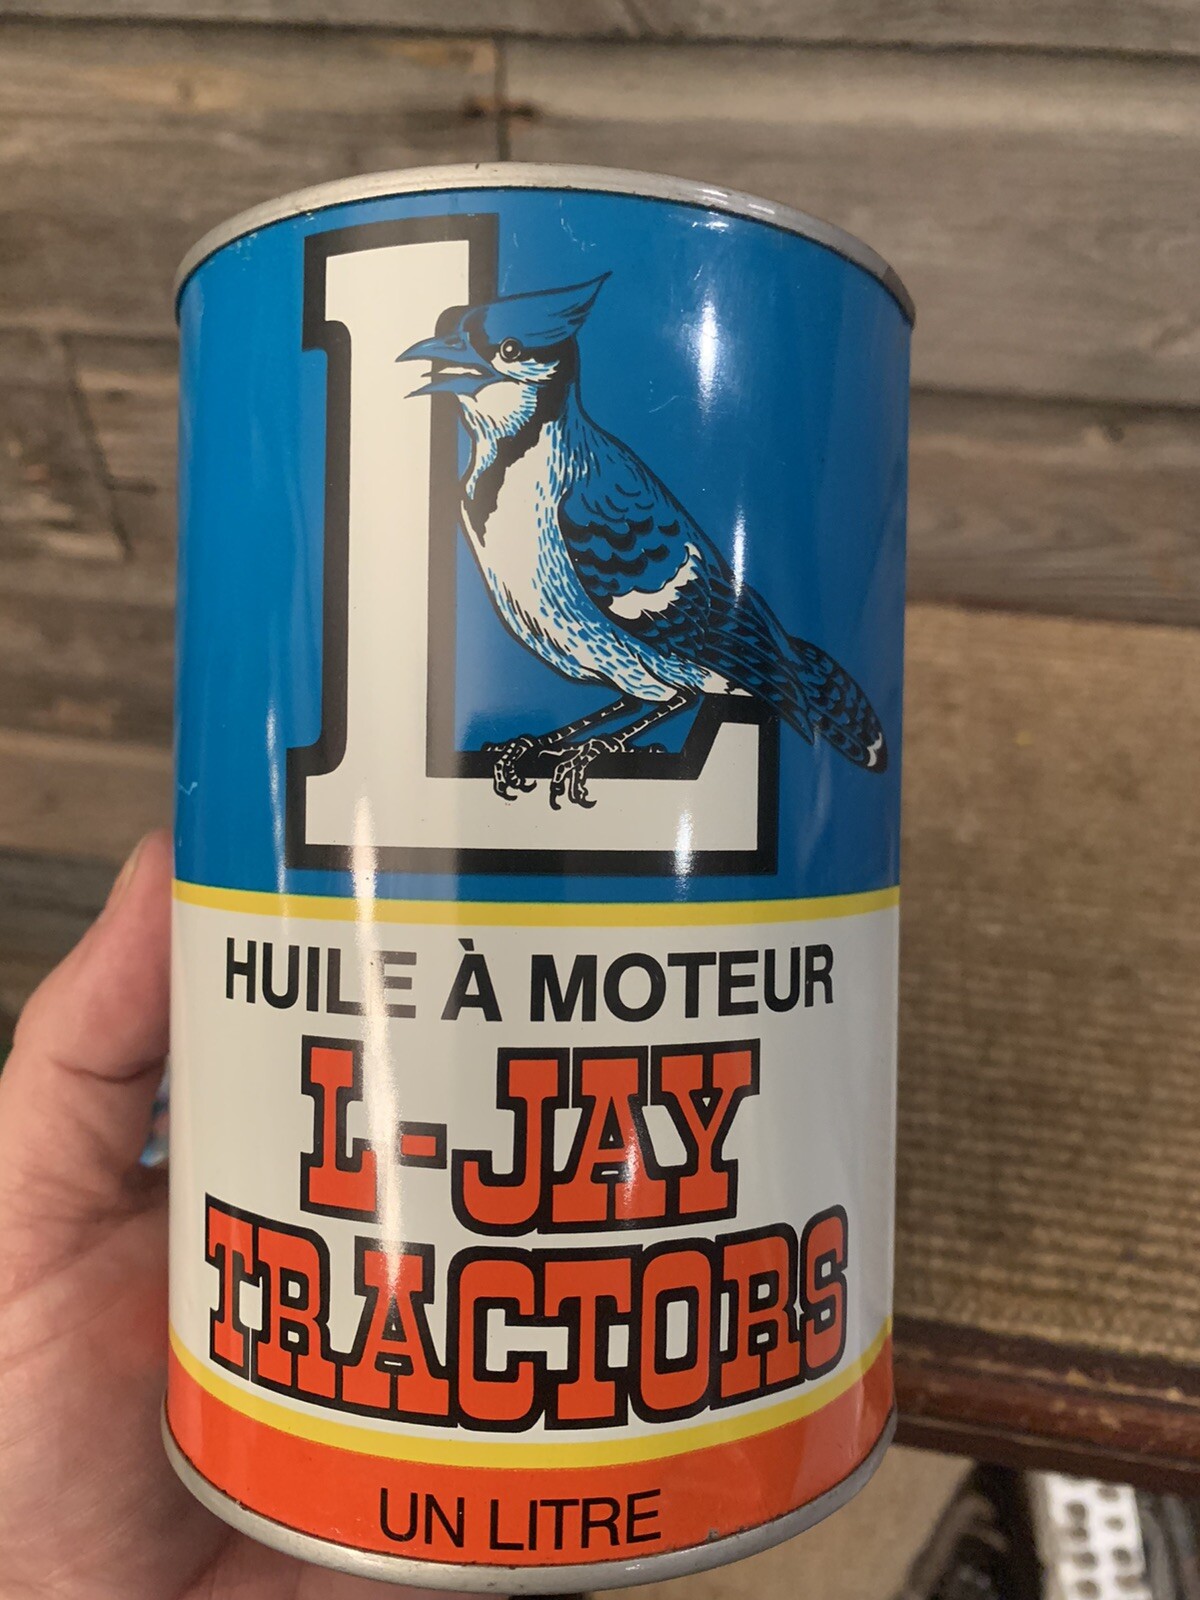 L
HUILE À MOTEUR
L-JAY
TRACTORS
UN LITRE